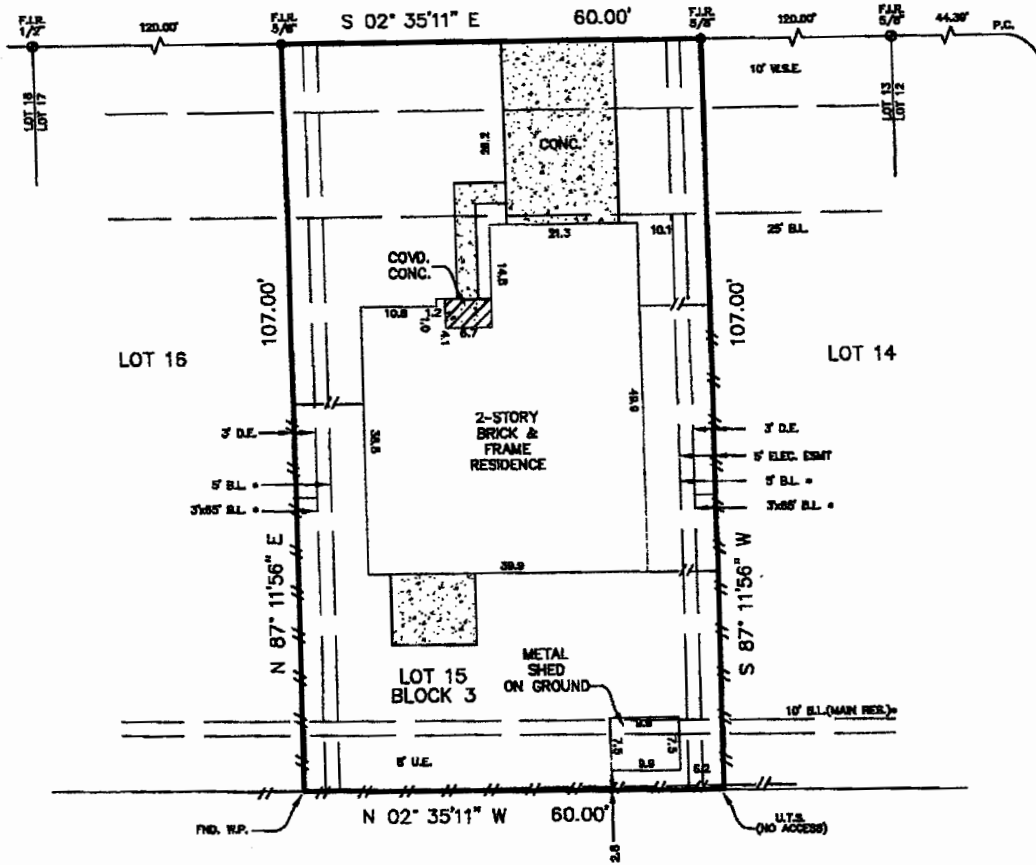 F.I.R.
1/2"
120.00'
F.I.R.
5/8"
S 02° 35'11" E
60.00'
F.I.R.
5/8"
120.00'
F.I.R.
5/8"
44.39'
P.C.
10' W.S.E.
LOT 18
LOT 17
LOT 13
LOT 12
CONC.
28.2
21.3
10.1
25' B.L.
14.8
COVD.
CONC.
10.8
1.2
1.0
4.1
6.7
107.00'
107.00'
LOT 16
LOT 14
2-STORY
BRICK &
FRAME
RESIDENCE
49.9
38.8
3' D.E.
5' B.L. *
3'x65' B.L. *
3' D.E.
5' ELEC. ESMT
5' B.L. *
3'x65' B.L. *
39.9
N 87° 11'56" E
S 87° 11'56" W
METAL
SHED
ON GROUND
LOT 15
BLOCK 3
10' B.L.(MAIN RES.)*
9.9
7.5
7.5
9.9
5.2
8' U.E.
N 02° 35'11" W
60.00'
FND. W.P.
U.T.S.
(NO ACCESS)